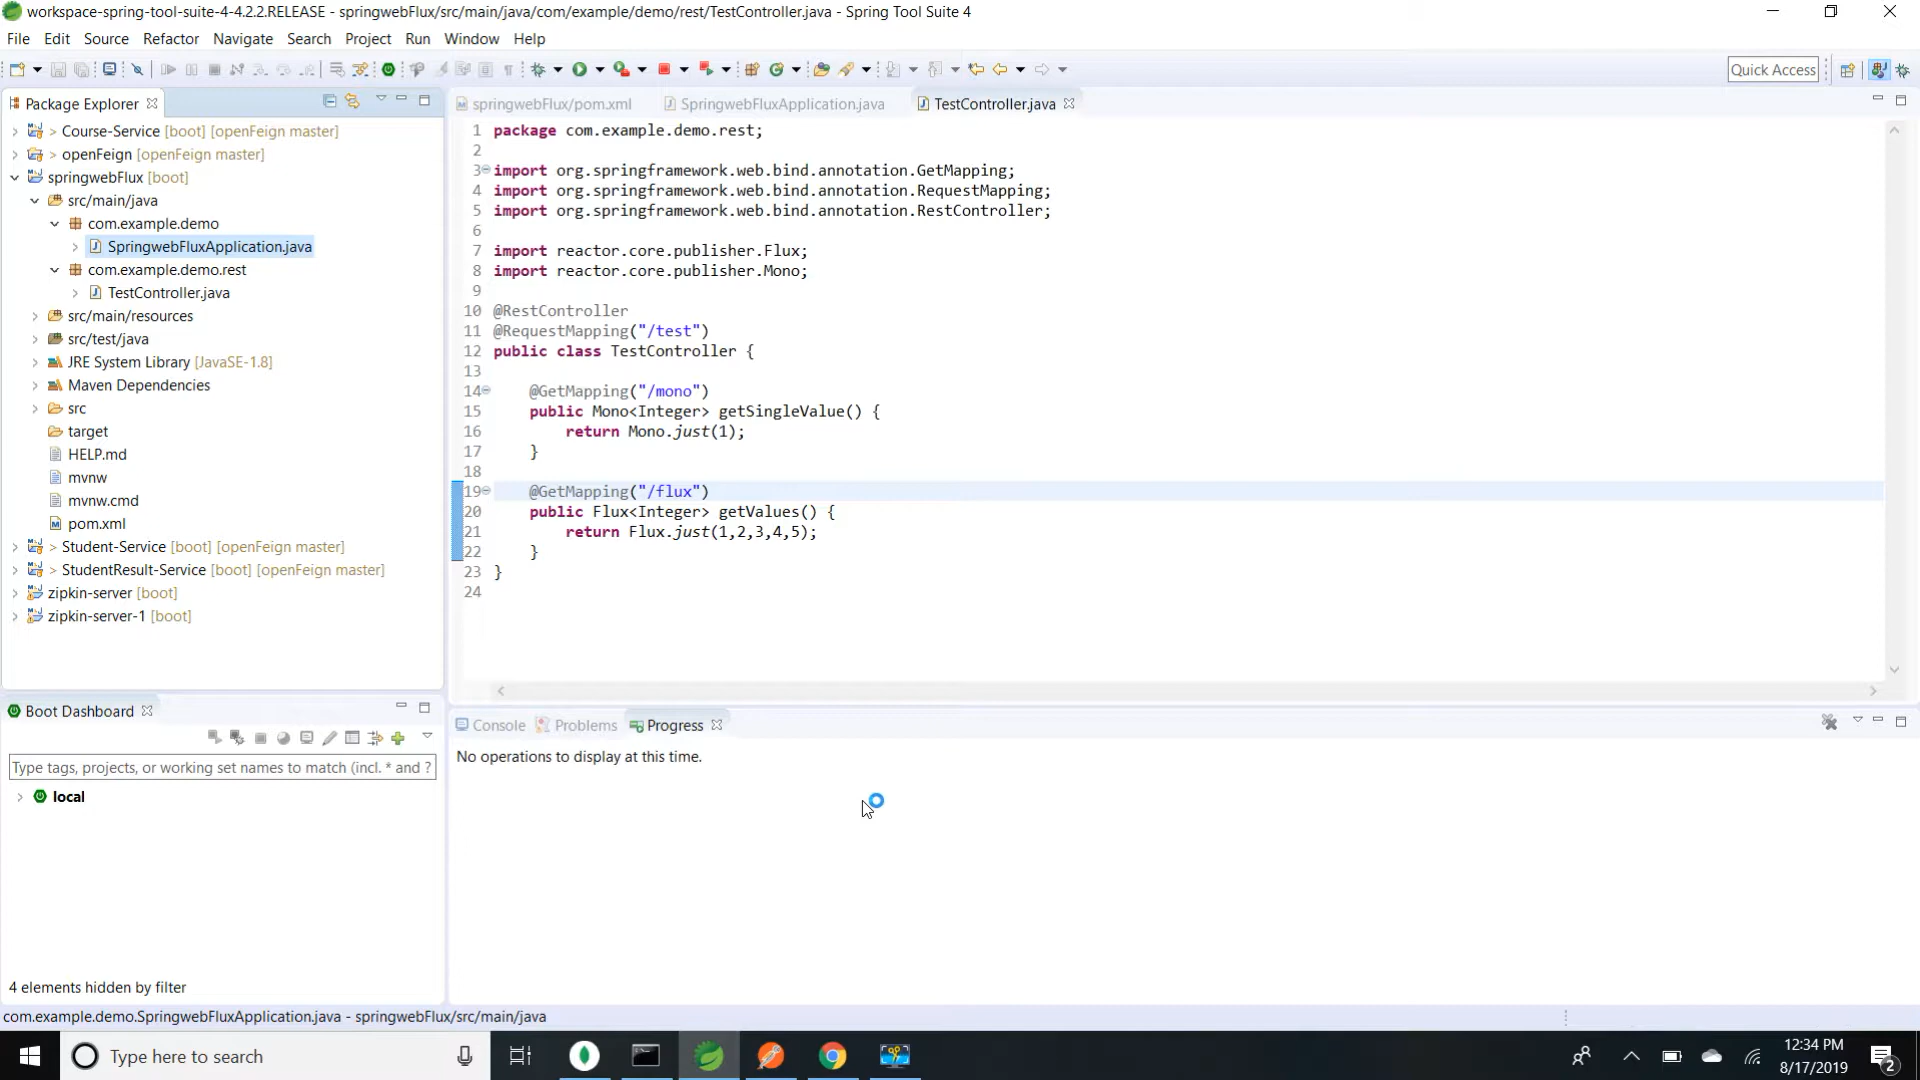 workspace-spring-tool-suite-4-4.2.2.RELEASE - springwebFlux/src/main/java/com/example/demo/rest/TestController.java - Spring Tool Suite 4
File Edit Source Refactor Navigate Search Project Run Window Help
Quick Access
Package Explorer
> Course-Service [boot] [openFeign master]
> openFeign [openFeign master]
springwebFlux [boot]
src/main/java
com.example.demo
SpringwebFluxApplication.java
com.example.demo.rest
TestController.java
src/main/resources
src/test/java
JRE System Library [JavaSE-1.8]
Maven Dependencies
src
target
HELP.md
mvnw
mvnw.cmd
pom.xml
> Student-Service [boot] [openFeign master]
> StudentResult-Service [boot] [openFeign master]
zipkin-server [boot]
zipkin-server-1 [boot]
springwebFlux/pom.xml SpringwebFluxApplication.java TestController.java
1 package com.example.demo.rest;
2
3 import org.springframework.web.bind.annotation.GetMapping;
4 import org.springframework.web.bind.annotation.RequestMapping;
5 import org.springframework.web.bind.annotation.RestController;
6
7 import reactor.core.publisher.Flux;
8 import reactor.core.publisher.Mono;
9
10 @RestController
11 @RequestMapping("/test")
12 public class TestController {
13
14 @GetMapping("/mono")
15 public Mono<Integer> getSingleValue() {
16 return Mono.just(1);
17 }
18
19 @GetMapping("/flux")
20 public Flux<Integer> getValues() {
21 return Flux.just(1,2,3,4,5);
22 }
23 }
24
Boot Dashboard
Type tags, projects, or working set names to match (incl. * and ?
local
4 elements hidden by filter
Console Problems Progress
No operations to display at this time.
com.example.demo.SpringwebFluxApplication.java - springwebFlux/src/main/java
Type here to search
12:34 PM
8/17/2019
2